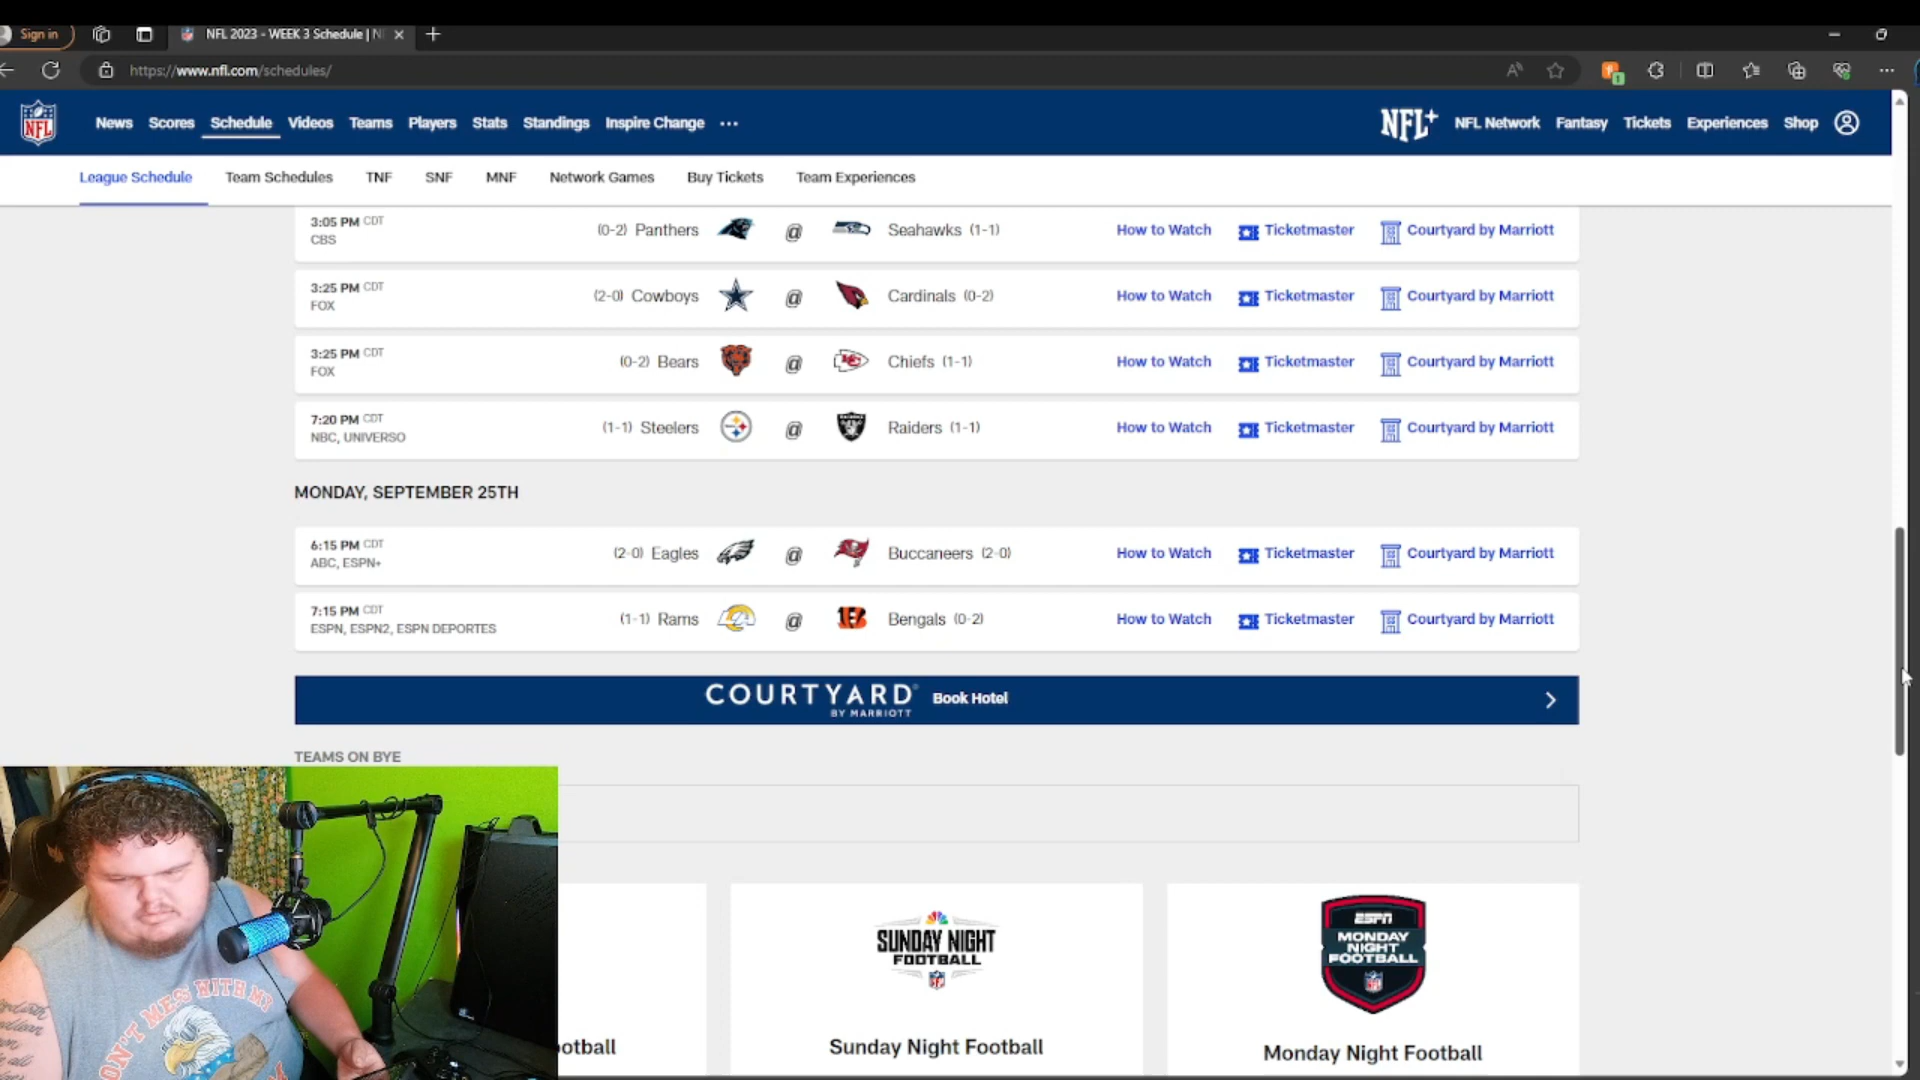 Sign in
NFL 2023 - WEEK 3 Schedule | N
https://www.nfl.com/schedules/
NFL
News Scores Schedule Videos Teams Players Stats Standings Inspire Change ...
NFL+ NFL Network Fantasy Tickets Experiences Shop
League Schedule Team Schedules TNF SNF MNF Network Games Buy Tickets Team Experiences
3:05 PM CDT
CBS
(0-2) Panthers @ Seahawks (1-1) How to Watch Ticketmaster Courtyard by Marriott
3:25 PM CDT
FOX
(2-0) Cowboys @ Cardinals (0-2) How to Watch Ticketmaster Courtyard by Marriott
3:25 PM CDT
FOX
(0-2) Bears @ Chiefs (1-1) How to Watch Ticketmaster Courtyard by Marriott
7:20 PM CDT
NBC, UNIVERSO
(1-1) Steelers @ Raiders (1-1) How to Watch Ticketmaster Courtyard by Marriott
MONDAY, SEPTEMBER 25TH
6:15 PM CDT
ABC, ESPN+
(2-0) Eagles @ Buccaneers (2-0) How to Watch Ticketmaster Courtyard by Marriott
7:15 PM CDT
ESPN, ESPN2, ESPN DEPORTES
(1-1) Rams @ Bengals (0-2) How to Watch Ticketmaster Courtyard by Marriott
COURTYARD BY MARRIOTT Book Hotel
TEAMS ON BYE
SUNDAY NIGHT
FOOTBALL
ESPN
MONDAY
NIGHT
FOOTBALL
otball
Sunday Night Football
Monday Night Football
ON'T MESS WITH M